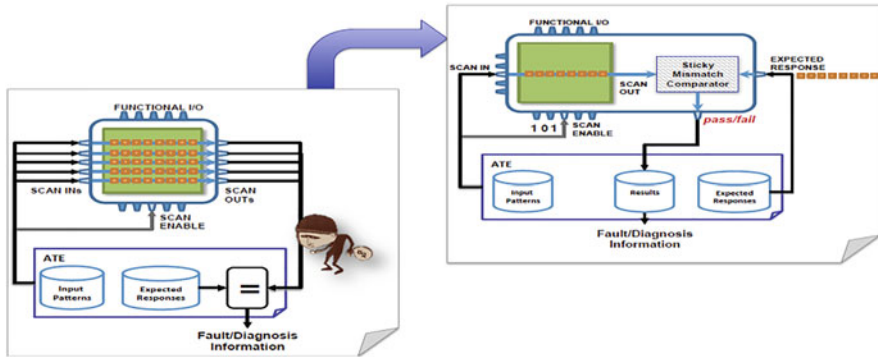 FUNCTIONAL I/O
SCAN INs
SCAN
OUTs
SCAN
ENABLE
ATE
Input
Patterns
Expected
Responses
=
Fault/Diagnosis
Information
FUNCTIONAL I/O
SCAN IN
SCAN
OUT
Sticky
Mismatch
Comparator
EXPECTED
RESPONSE
1 0 1
SCAN
ENABLE
pass/fail
ATE
Input
Patterns
Results
Expected
Responses
Fault/Diagnosis
Information